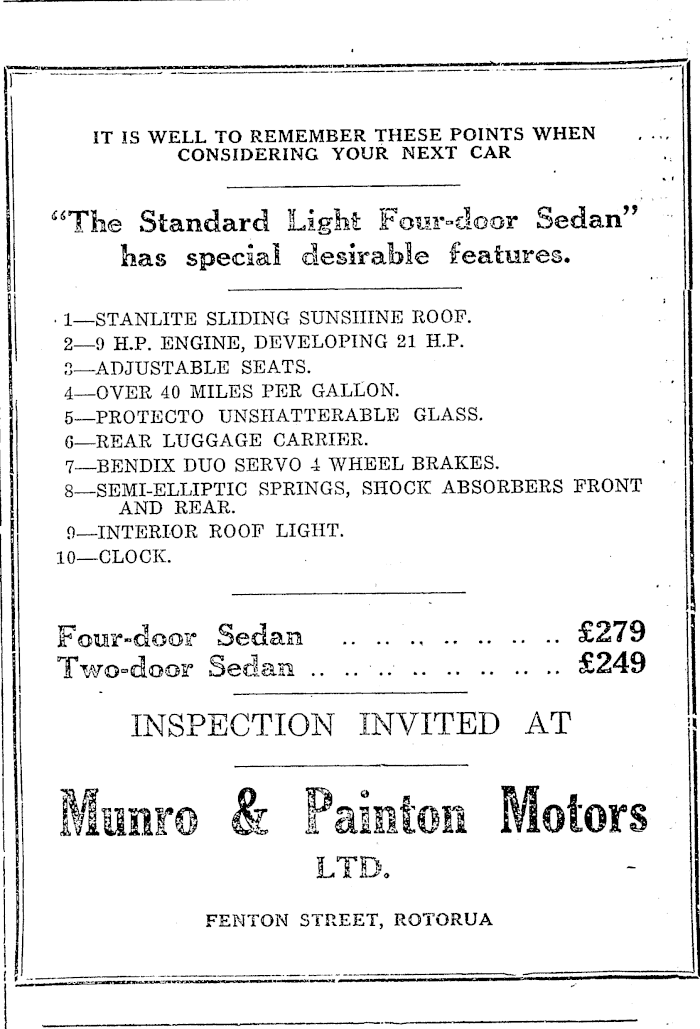 IT IS WELL TO REMEMBER THESE POINTS WHEN
CONSIDERING YOUR NEXT CAR
"The Standard Light Four-door Sedan"
has special desirable features.
1—STANLITE SLIDING SUNSHINE ROOF.
2—9 H.P. ENGINE, DEVELOPING 21 H.P.
3—ADJUSTABLE SEATS.
4—OVER 40 MILES PER GALLON.
5—PROTECTO UNSHATTERABLE GLASS.
6—REAR LUGGAGE CARRIER.
7—BENDIX DUO SERVO 4 WHEEL BRAKES.
8—SEMI-ELLIPTIC SPRINGS, SHOCK ABSORBERS FRONT
AND REAR.
9—INTERIOR ROOF LIGHT.
10—CLOCK.
Four-door Sedan .. .. .. .. .. .. .. .. £279
Two-door Sedan .. .. .. .. .. .. .. .. .. £249
INSPECTION INVITED AT
Munro & Painton Motors
LTD.
FENTON STREET, ROTORUA